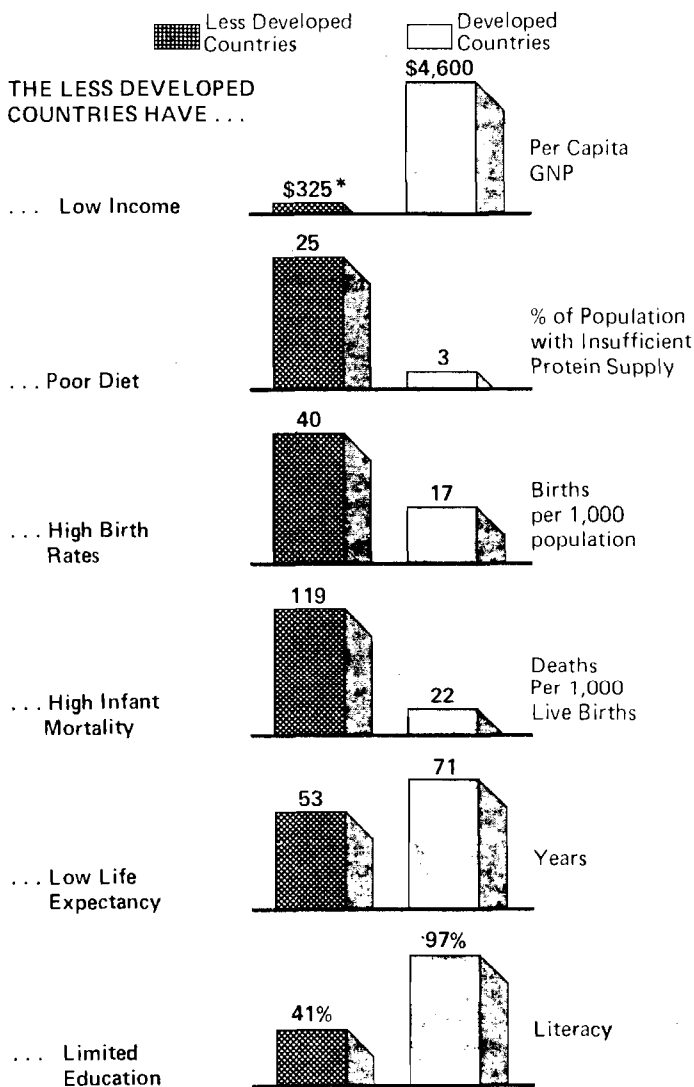 Less Developed
Countries
Developed
Countries
THE LESS DEVELOPED
COUNTRIES HAVE ...
$4,600
Per Capita
GNP
$325*
... Low Income
25
% of Population
with Insufficient
Protein Supply
3
... Poor Diet
40
17
Births
per 1,000
population
... High Birth
Rates
119
Deaths
Per 1,000
Live Births
22
... High Infant
Mortality
71
53
Years
... Low Life
Expectancy
97%
41%
Literacy
... Limited
Education